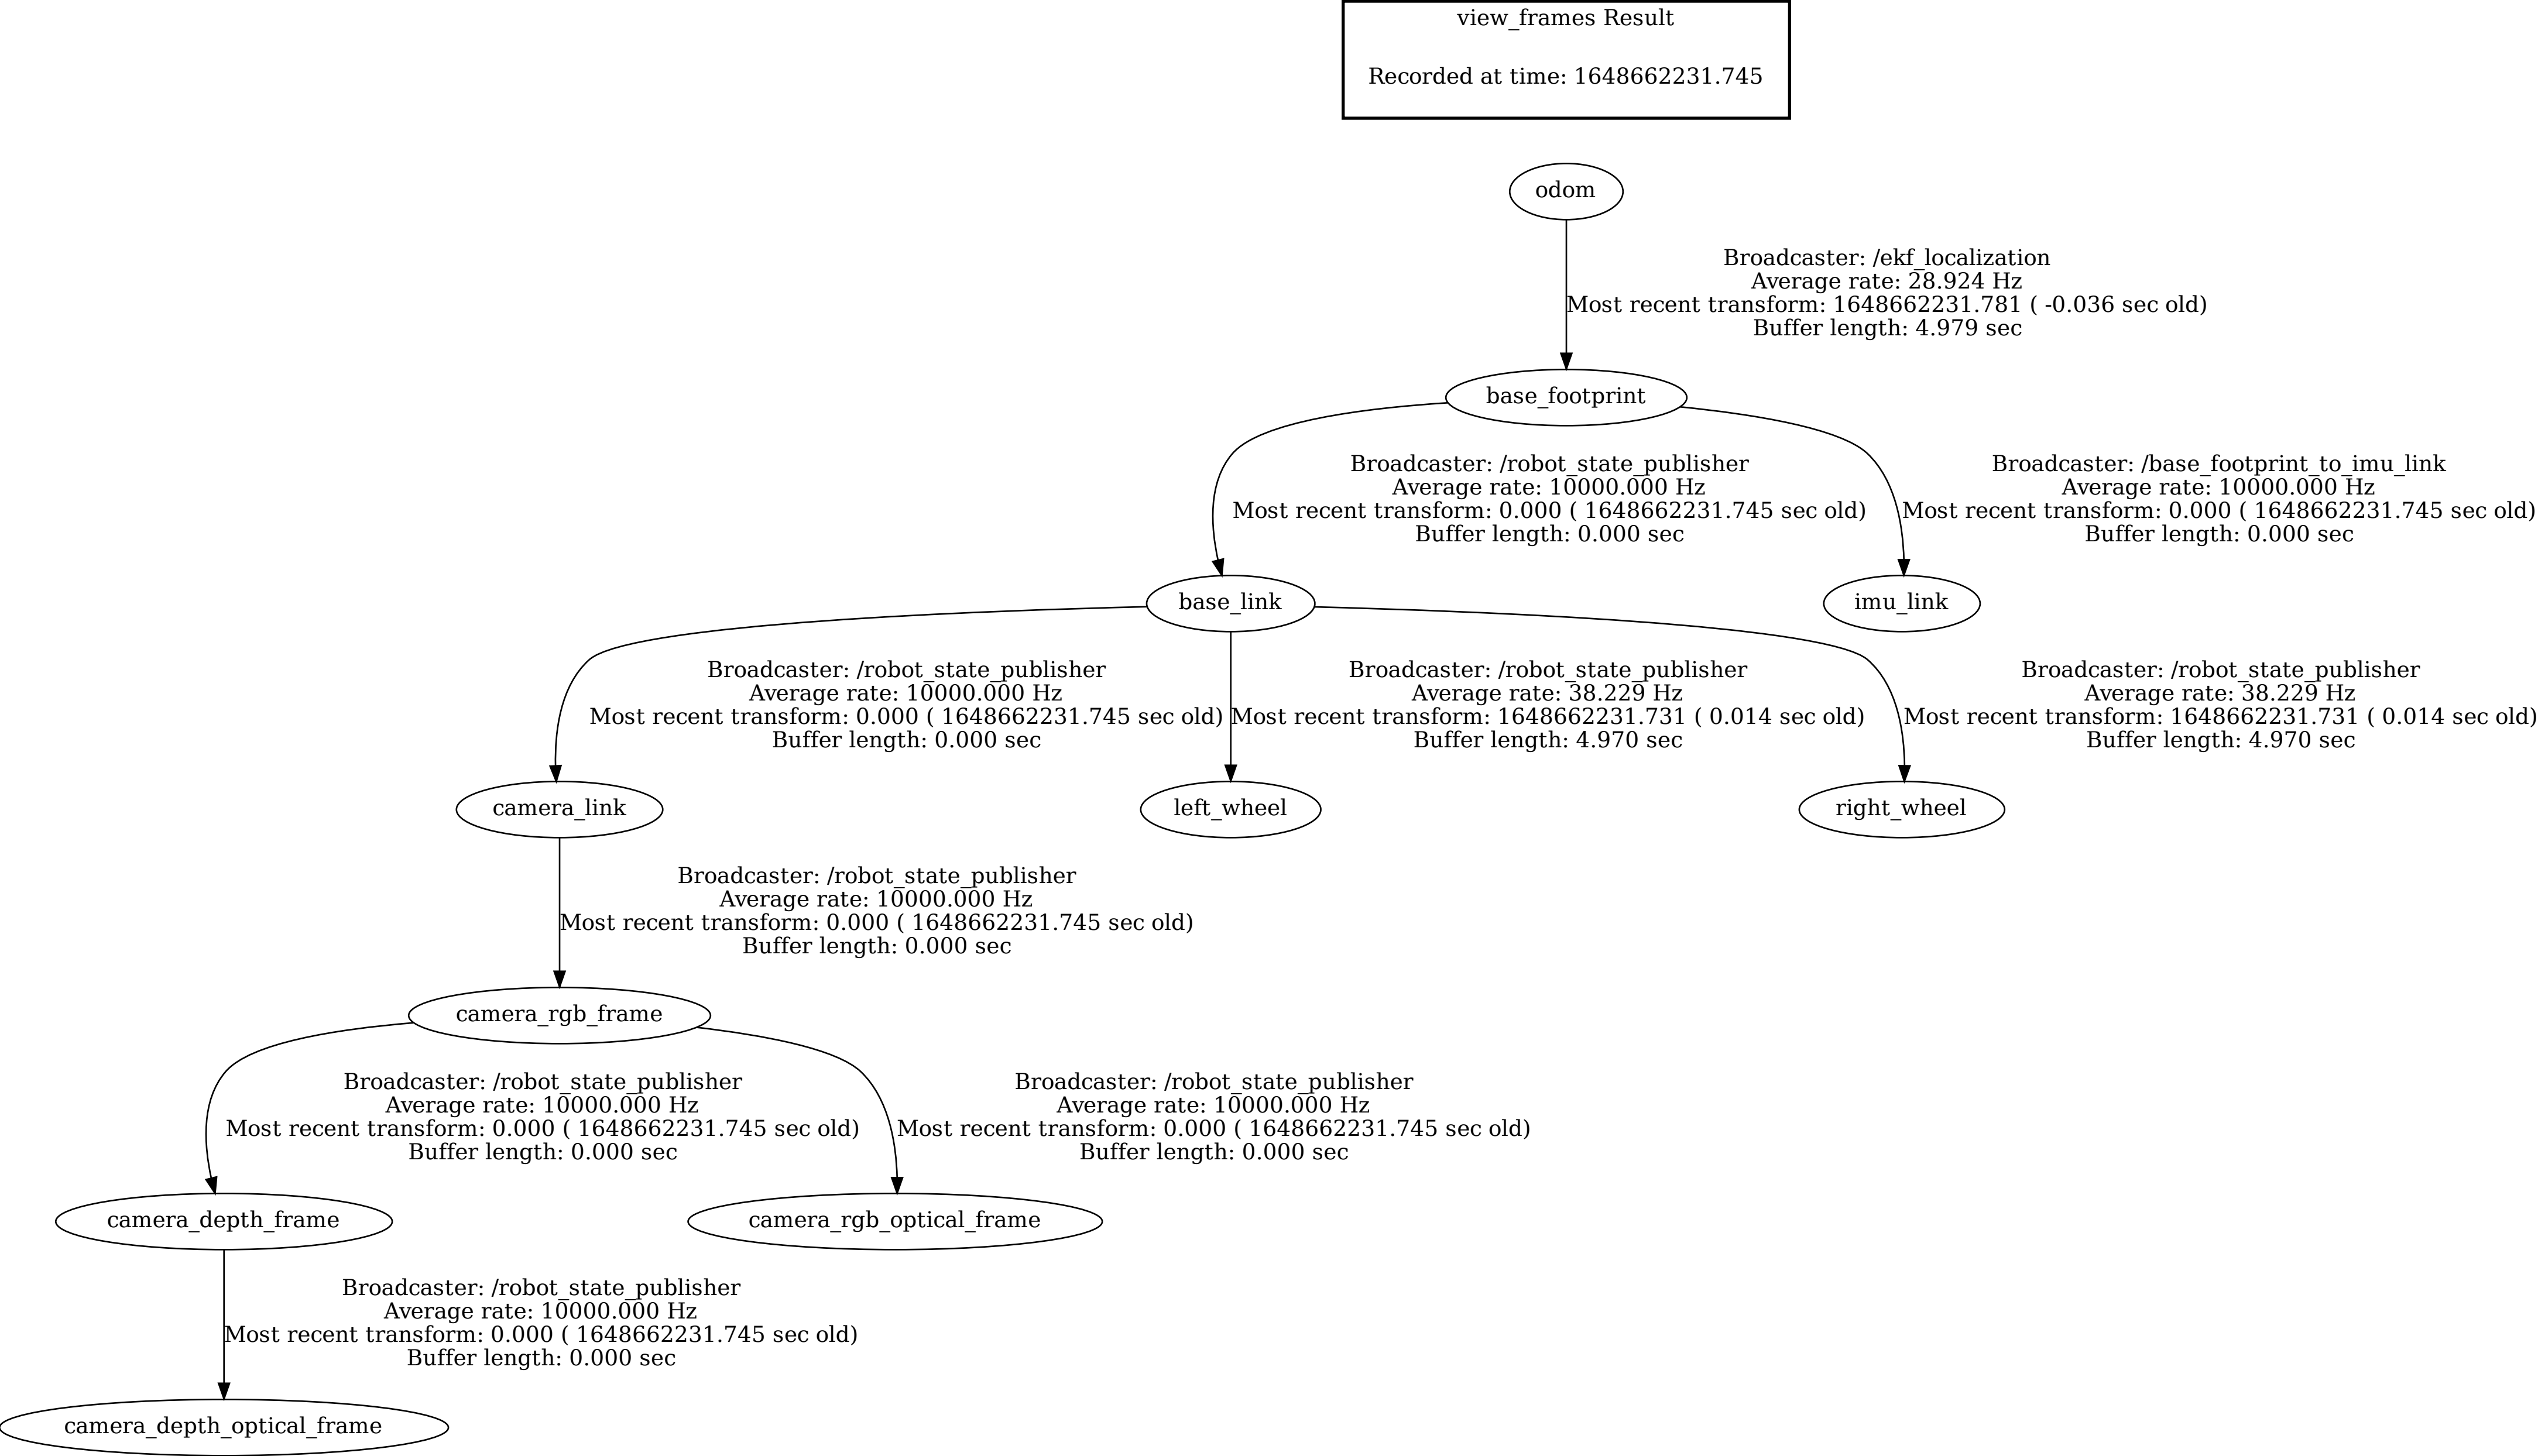 view_frames Result
Recorded at time: 1648662231.745
odom
Broadcaster: /ekf_localization
Average rate: 28.924 Hz
Most recent transform: 1648662231.781 ( -0.036 sec old)
Buffer length: 4.979 sec
base_footprint
Broadcaster: /robot_state_publisher
Average rate: 10000.000 Hz
Most recent transform: 0.000 ( 1648662231.745 sec old)
Buffer length: 0.000 sec
Broadcaster: /base_footprint_to_imu_link
Average rate: 10000.000 Hz
Most recent transform: 0.000 ( 1648662231.745 sec old)
Buffer length: 0.000 sec
base_link
imu_link
Broadcaster: /robot_state_publisher
Average rate: 10000.000 Hz
Most recent transform: 0.000 ( 1648662231.745 sec old)
Buffer length: 0.000 sec
Broadcaster: /robot_state_publisher
Average rate: 38.229 Hz
Most recent transform: 1648662231.731 ( 0.014 sec old)
Buffer length: 4.970 sec
Broadcaster: /robot_state_publisher
Average rate: 38.229 Hz
Most recent transform: 1648662231.731 ( 0.014 sec old)
Buffer length: 4.970 sec
camera_link
left_wheel
right_wheel
Broadcaster: /robot_state_publisher
Average rate: 10000.000 Hz
Most recent transform: 0.000 ( 1648662231.745 sec old)
Buffer length: 0.000 sec
camera_rgb_frame
Broadcaster: /robot_state_publisher
Average rate: 10000.000 Hz
Most recent transform: 0.000 ( 1648662231.745 sec old)
Buffer length: 0.000 sec
Broadcaster: /robot_state_publisher
Average rate: 10000.000 Hz
Most recent transform: 0.000 ( 1648662231.745 sec old)
Buffer length: 0.000 sec
camera_depth_frame
camera_rgb_optical_frame
Broadcaster: /robot_state_publisher
Average rate: 10000.000 Hz
Most recent transform: 0.000 ( 1648662231.745 sec old)
Buffer length: 0.000 sec
camera_depth_optical_frame